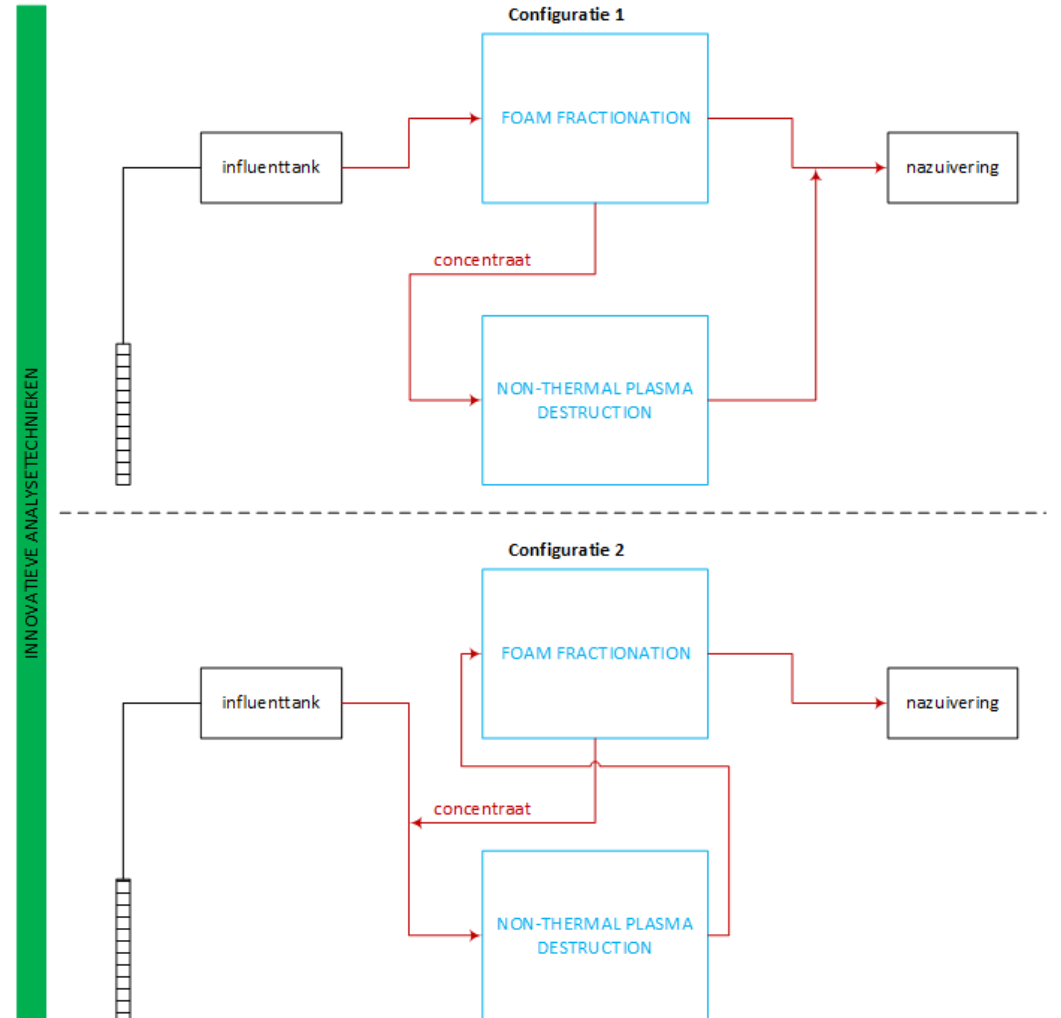 INNOVATIEVE ANALYSETECHNIEKEN
Configuratie 1
FOAM FRACTIONATION
influenttank
nazuivering
concentraat
NON-THERMAL PLASMA
DESTRUCTION
Configuratie 2
FOAM FRACTIONATION
influenttank
nazuivering
concentraat
NON-THERMAL PLASMA
DESTRUCTION